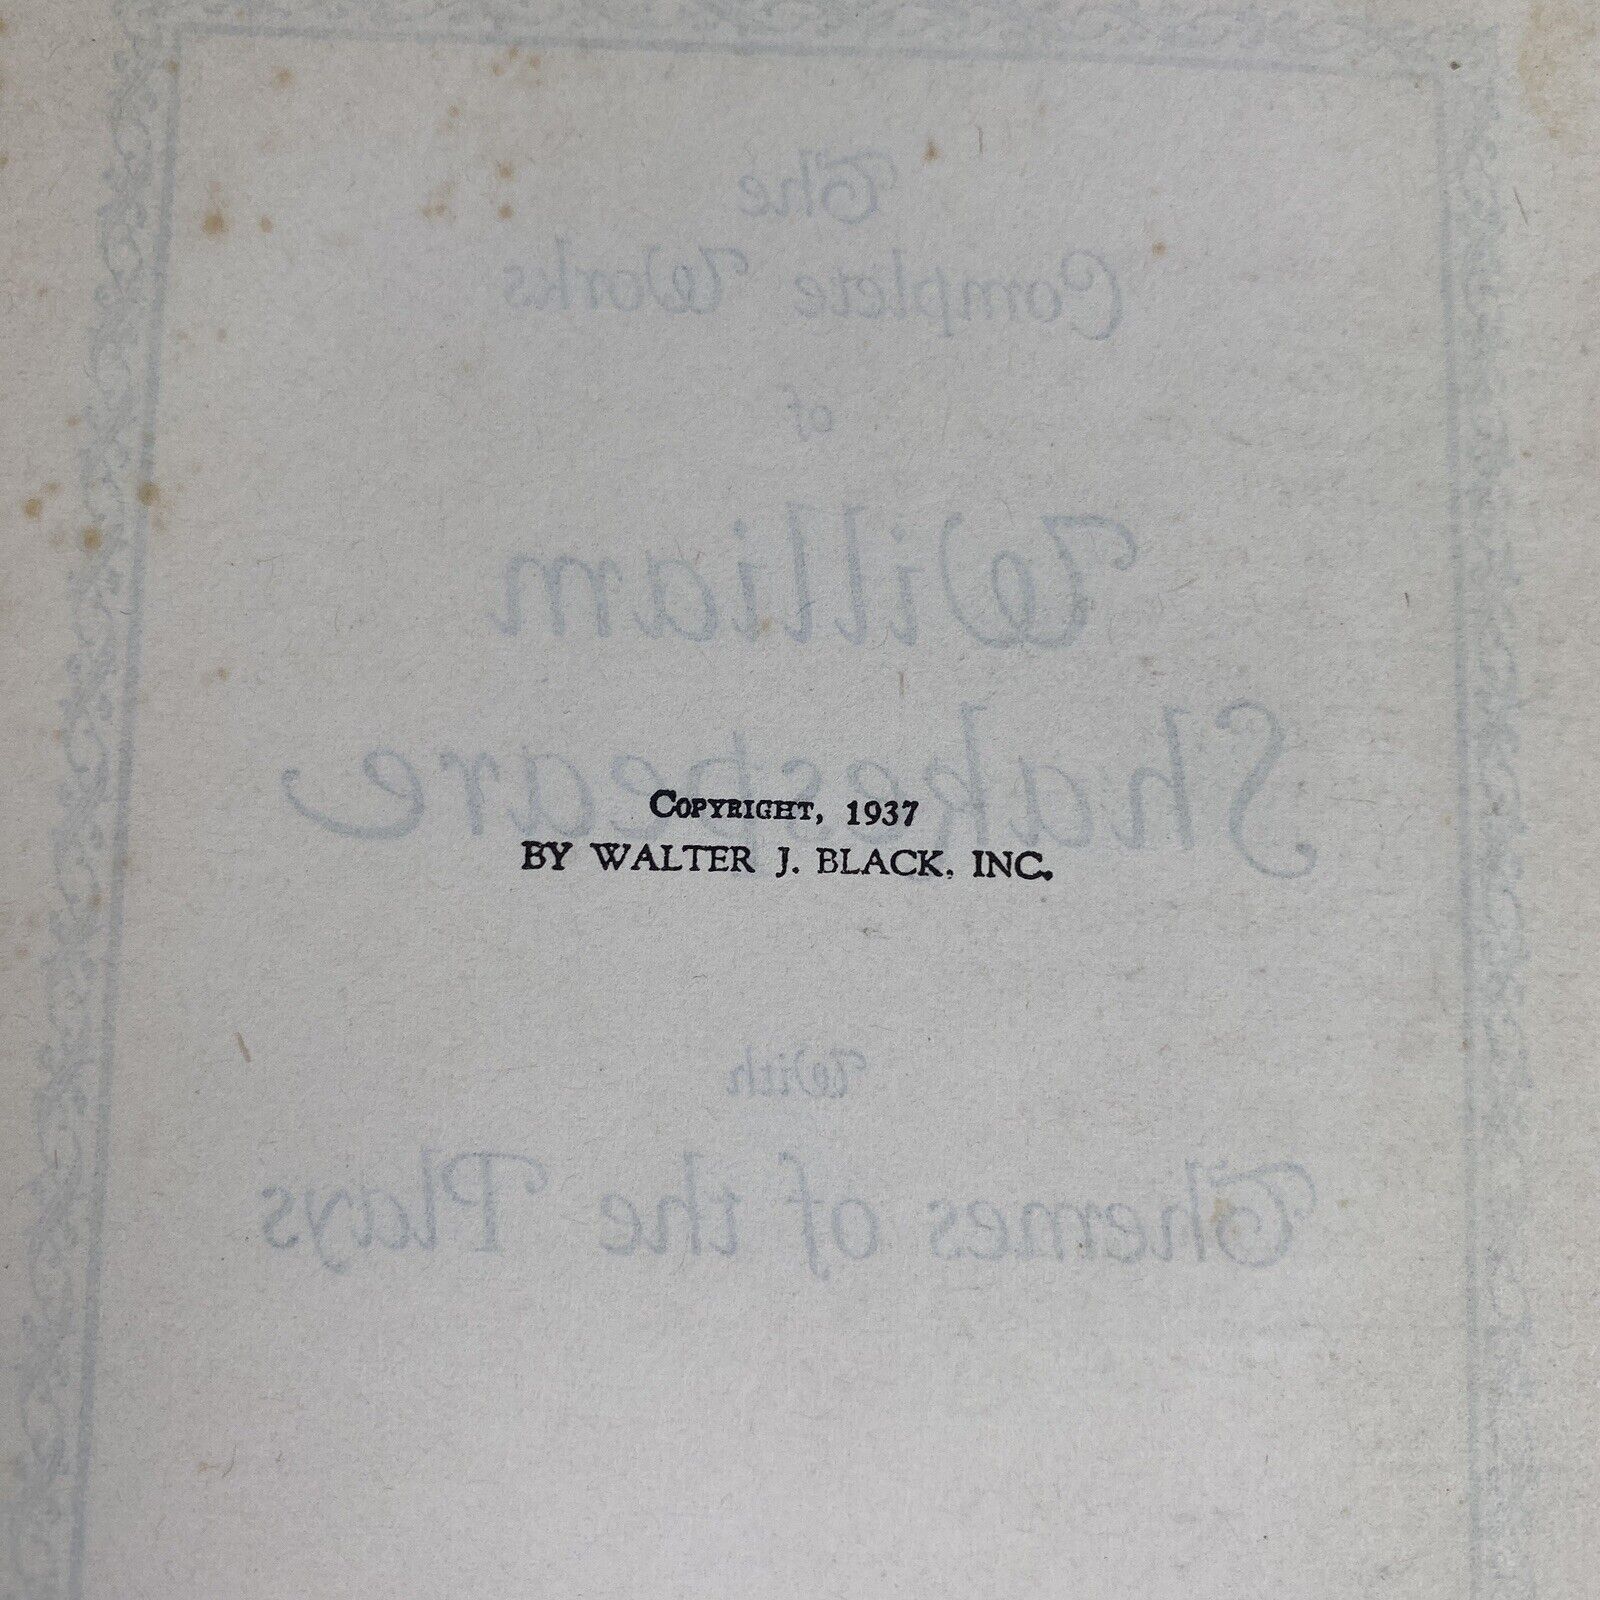 The
Complete Works
of
William
Shakespeare
COPYRIGHT, 1937
BY WALTER J. BLACK, INC.
With
Themes of the Plays